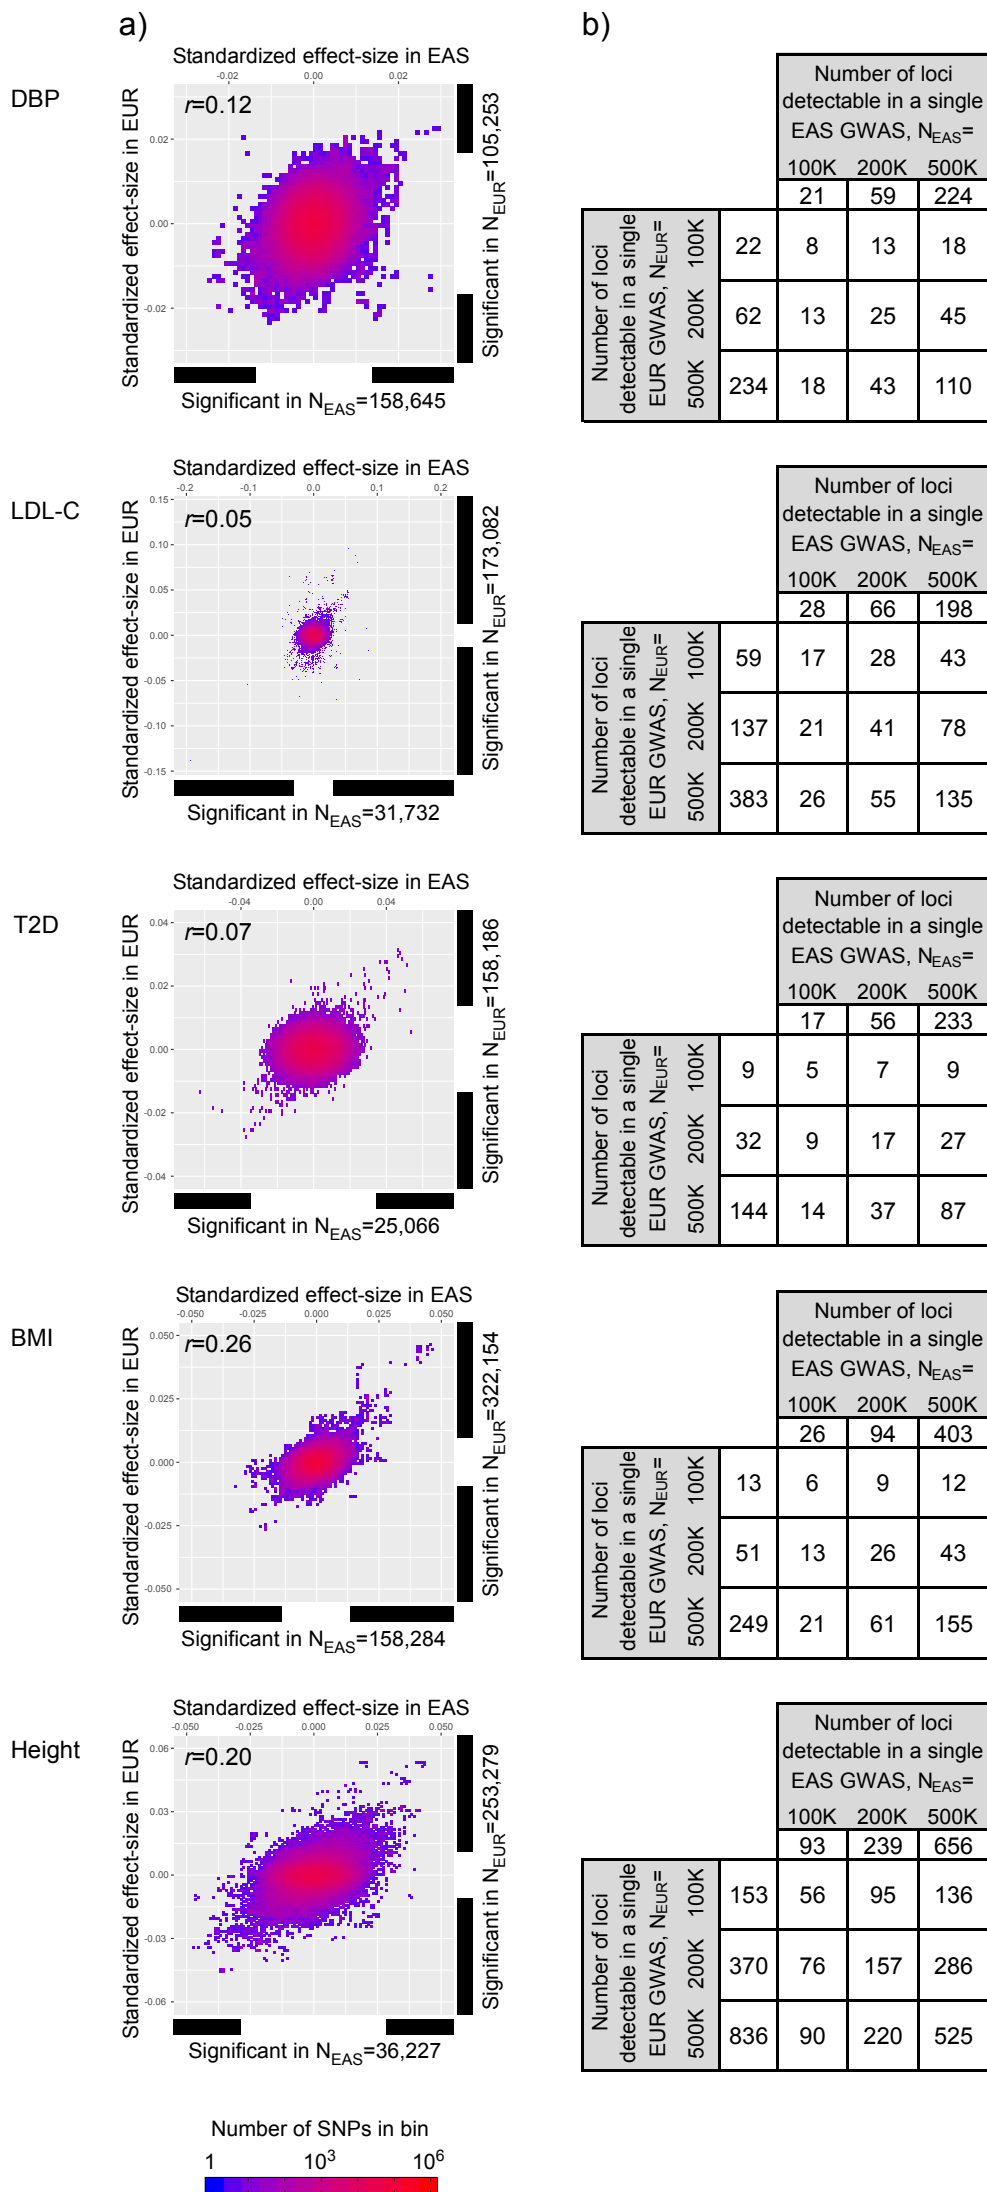 a)
b)
DBP
Standardized effect-size in EAS
-0.02 0.00 0.02
Standardized effect-size in EUR
0.02
0.00
-0.02
r=0.12
Significant in NEUR=105,253
Significant in NEAS=158,645
Number of loci
detectable in a single
EAS GWAS, NEAS=
100K 200K 500K
21 59 224
Number of loci
detectable in a single
EUR GWAS, NEUR=
100K 22 8 13 18
200K 62 13 25 45
500K 234 18 43 110
LDL-C
Standardized effect-size in EAS
-0.2 -0.1 0.0 0.1 0.2
Standardized effect-size in EUR
0.15
0.10
0.05
0.00
-0.05
-0.10
-0.15
r=0.05
Significant in NEUR=173,082
Significant in NEAS=31,732
Number of loci
detectable in a single
EAS GWAS, NEAS=
100K 200K 500K
28 66 198
Number of loci
detectable in a single
EUR GWAS, NEUR=
100K 59 17 28 43
200K 137 21 41 78
500K 383 26 55 135
T2D
Standardized effect-size in EAS
-0.04 0.00 0.04
Standardized effect-size in EUR
0.04
0.02
0.00
-0.02
-0.04
r=0.07
Significant in NEUR=158,186
Significant in NEAS=25,066
Number of loci
detectable in a single
EAS GWAS, NEAS=
100K 200K 500K
17 56 233
Number of loci
detectable in a single
EUR GWAS, NEUR=
100K 9 5 7 9
200K 32 9 17 27
500K 144 14 37 87
BMI
Standardized effect-size in EAS
-0.050 -0.025 0.000 0.025 0.050
Standardized effect-size in EUR
0.050
0.025
0.000
-0.025
-0.050
r=0.26
Significant in NEUR=322,154
Significant in NEAS=158,284
Number of loci
detectable in a single
EAS GWAS, NEAS=
100K 200K 500K
26 94 403
Number of loci
detectable in a single
EUR GWAS, NEUR=
100K 13 6 9 12
200K 51 13 26 43
500K 249 21 61 155
Height
Standardized effect-size in EAS
-0.050 -0.025 0.000 0.025 0.050
Standardized effect-size in EUR
0.06
0.03
0.00
-0.03
-0.06
r=0.20
Significant in NEUR=253,279
Significant in NEAS=36,227
Number of loci
detectable in a single
EAS GWAS, NEAS=
100K 200K 500K
93 239 656
Number of loci
detectable in a single
EUR GWAS, NEUR=
100K 153 56 95 136
200K 370 76 157 286
500K 836 90 220 525
Number of SNPs in bin
1 10³ 10⁶